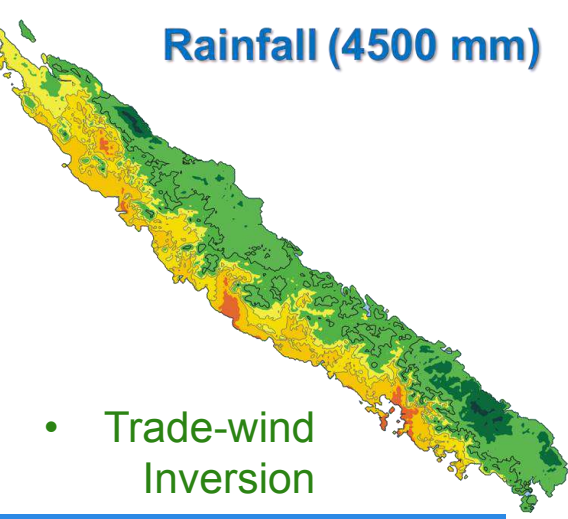 Rainfall (4500 mm)
• Trade-wind
Inversion